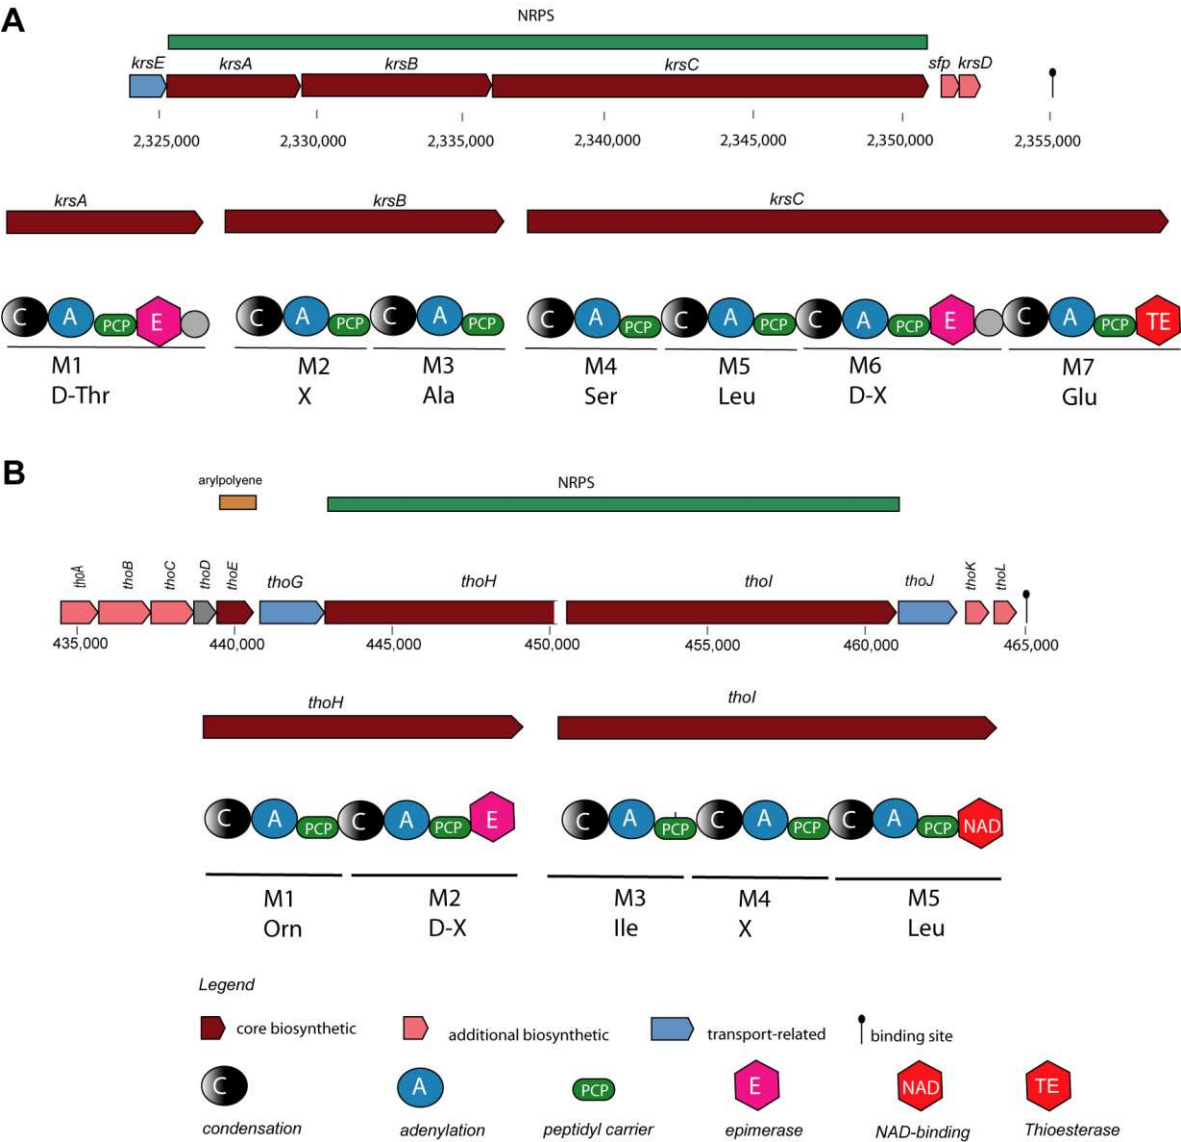 A
NRPS
krsE krsA krsB krsC sfp krsD
2,325,000 2,330,000 2,335,000 2,340,000 2,345,000 2,350,000 2,355,000
krsA krsB krsC
C A PCP E C A PCP C A PCP C A PCP C A PCP C A PCP E C A PCP TE
M1 M2 M3 M4 M5 M6 M7
D-Thr X Ala Ser Leu D-X Glu
B
arylpolyene NRPS
thoA thoB thoC thoD thoE thoG thoH thoI thoJ thoK thoL
435,000 440,000 445,000 450,000 455,000 460,000 465,000
thoH thoI
C A PCP C A PCP E C A PCP C A PCP C A PCP NAD
M1 M2 M3 M4 M5
Orn D-X Ile X Leu
Legend
core biosynthetic additional biosynthetic transport-related binding site
C A PCP E NAD TE
condensation adenylation peptidyl carrier epimerase NAD-binding Thioesterase